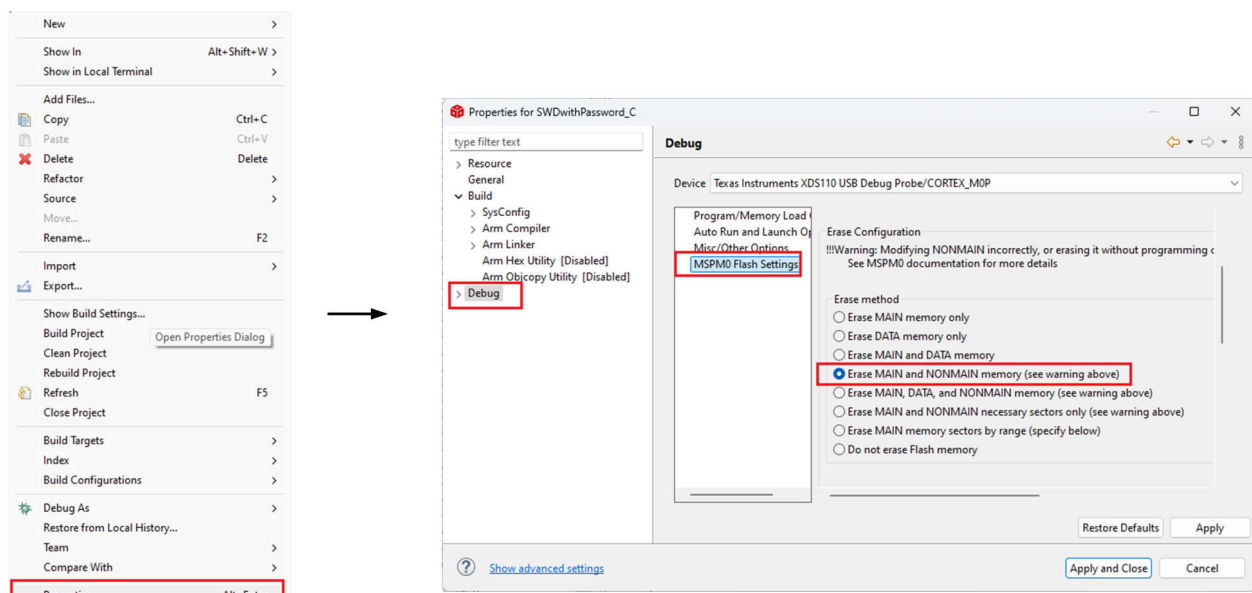 New
Show In Alt+Shift+W >
Show in Local Terminal
Add Files...
Copy Ctrl+C
Paste Ctrl+V
Delete Delete
Refactor
Source
Move...
Rename... F2
Import
Export...
Show Build Settings...
Build Project
Open Properties Dialog
Clean Project
Rebuild Project
Refresh F5
Close Project
Build Targets
Index
Build Configurations
Debug As
Restore from Local History...
Team
Compare With
Properties for SWDwithPassword_C
type filter text
Resource
General
Build
SysConfig
Arm Compiler
Arm Linker
Arm Hex Utility [Disabled]
Arm Objcopy Utility [Disabled]
Debug
Debug
Device Texas Instruments XDS110 USB Debug Probe/CORTEX_M0P
Program/Memory Load
Auto Run and Launch Op
Misc/Other Options
MSPM0 Flash Settings
Erase Configuration
!!!Warning: Modifying NONMAIN incorrectly, or erasing it without programming
See MSPM0 documentation for more details
Erase method
Erase MAIN memory only
Erase DATA memory only
Erase MAIN and DATA memory
Erase MAIN and NONMAIN memory (see warning above)
Erase MAIN, DATA, and NONMAIN memory (see warning above)
Erase MAIN and NONMAIN necessary sectors only (see warning above)
Erase MAIN memory sectors by range (specify below)
Do not erase Flash memory
Restore Defaults Apply
Show advanced settings
Apply and Close Cancel